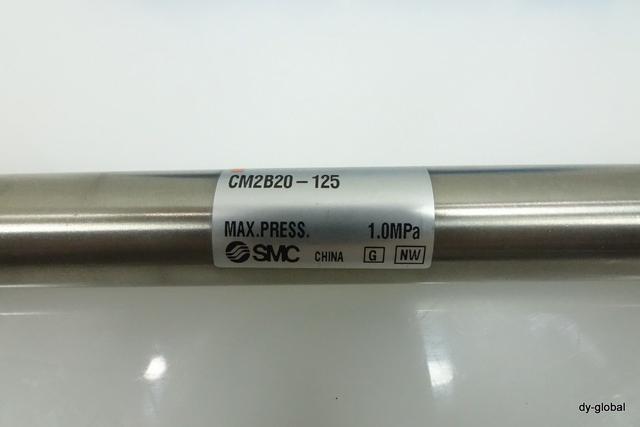 CM2B20-125
MAX.PRESS. 1.0MPa
SMC CHINA G NW
dy-global